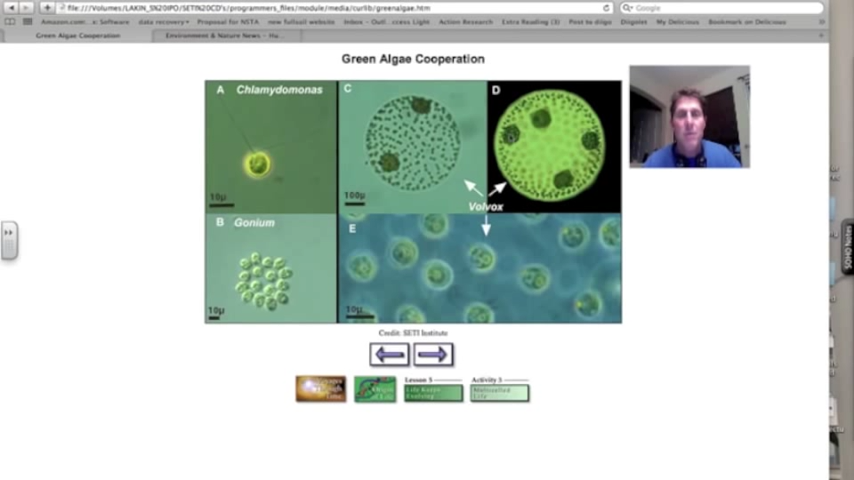 file:///Volumes/LAKIN_S%20IPO/SETI%20CD's/programmers_files/module/media/curlib/greenalgae.htm
Google
Amazon.com...s: Software
data recovery
Proposal for NSTA
new fullsail website
Inbox – Outl...ccess Light
Action Research
Extra Reading (3)
Post to diigo
Diigolet
My Delicious
Bookmark on Delicious
Green Algae Cooperation
Environment & Nature News – Hu...
Green Algae Cooperation
A Chlamydomonas
C
D
10μ
100μ
Volvox
B Gonium
E
10μ
10μ
SOHO Notes
Credit: SETI Institute
Lesson 5
Activity 3
Life Keeps
Evolving
Life